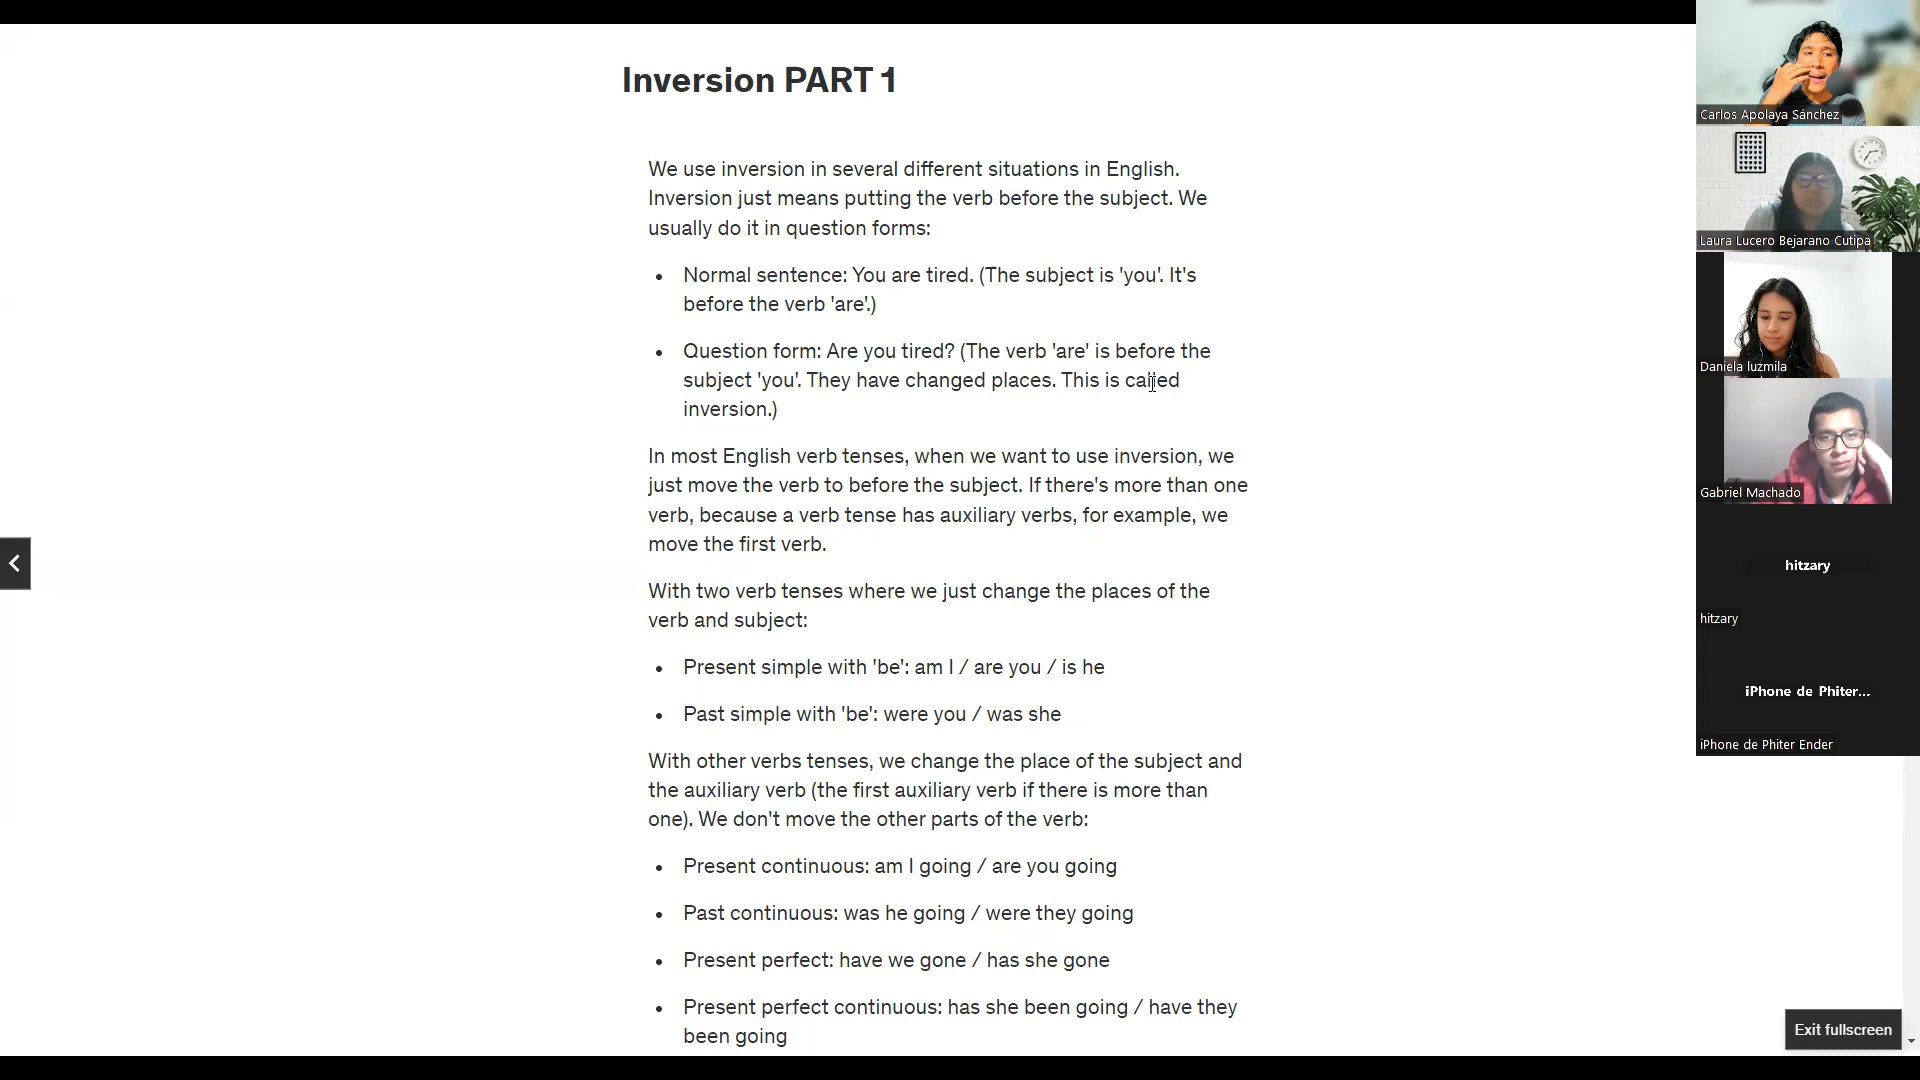 Inversion PART 1
We use inversion in several different situations in English.
Inversion just means putting the verb before the subject. We
usually do it in question forms:
• Normal sentence: You are tired. (The subject is 'you'. It's
before the verb 'are'.)
• Question form: Are you tired? (The verb 'are' is before the
subject 'you'. They have changed places. This is called
inversion.)
In most English verb tenses, when we want to use inversion, we
just move the verb to before the subject. If there's more than one
verb, because a verb tense has auxiliary verbs, for example, we
move the first verb.
With two verb tenses where we just change the places of the
verb and subject:
• Present simple with 'be': am I / are you / is he
• Past simple with 'be': were you / was she
With other verbs tenses, we change the place of the subject and
the auxiliary verb (the first auxiliary verb if there is more than
one). We don't move the other parts of the verb:
• Present continuous: am I going / are you going
• Past continuous: was he going / were they going
• Present perfect: have we gone / has she gone
• Present perfect continuous: has she been going / have they
been going
Carlos Apolaya Sánchez
Laura Lucero Bejarano Cutipa
Daniela luzmila
Gabriel Machado
hitzary
hitzary
iPhone de Phiter...
iPhone de Phiter Ender
Exit fullscreen